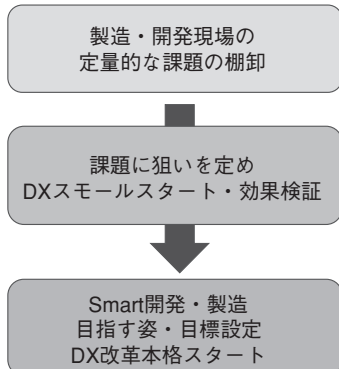 製造・開発現場の
定量的な課題の棚卸
課題に狙いを定め
DXスモールスタート・効果検証
Smart開発・製造
目指す姿・目標設定
DX改革本格スタート